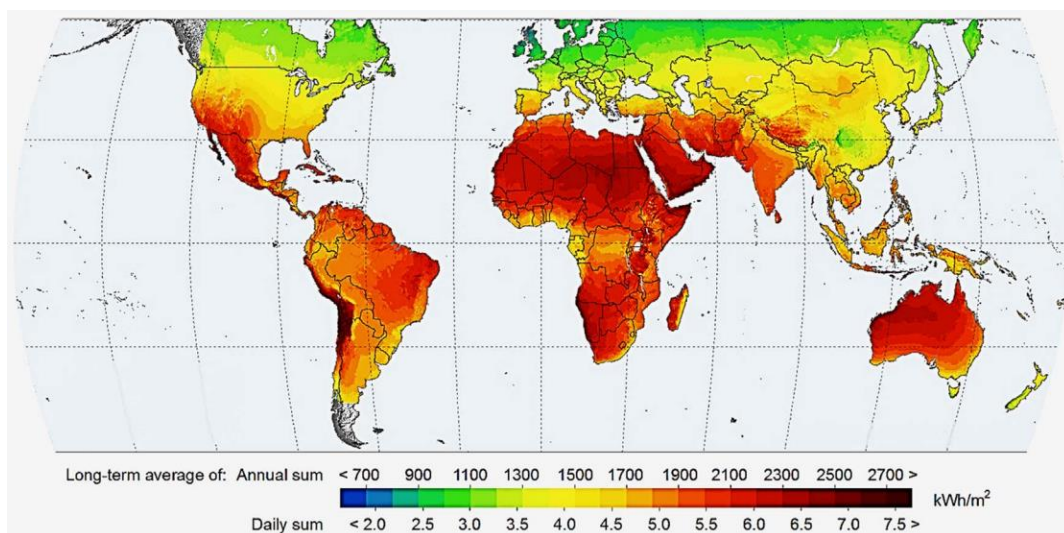 Long-term average of: Annual sum < 700 900 1100 1300 1500 1700 1900 2100 2300 2500 2700 >
kWh/m²
Daily sum < 2.0 2.5 3.0 3.5 4.0 4.5 5.0 5.5 6.0 6.5 7.0 7.5 >